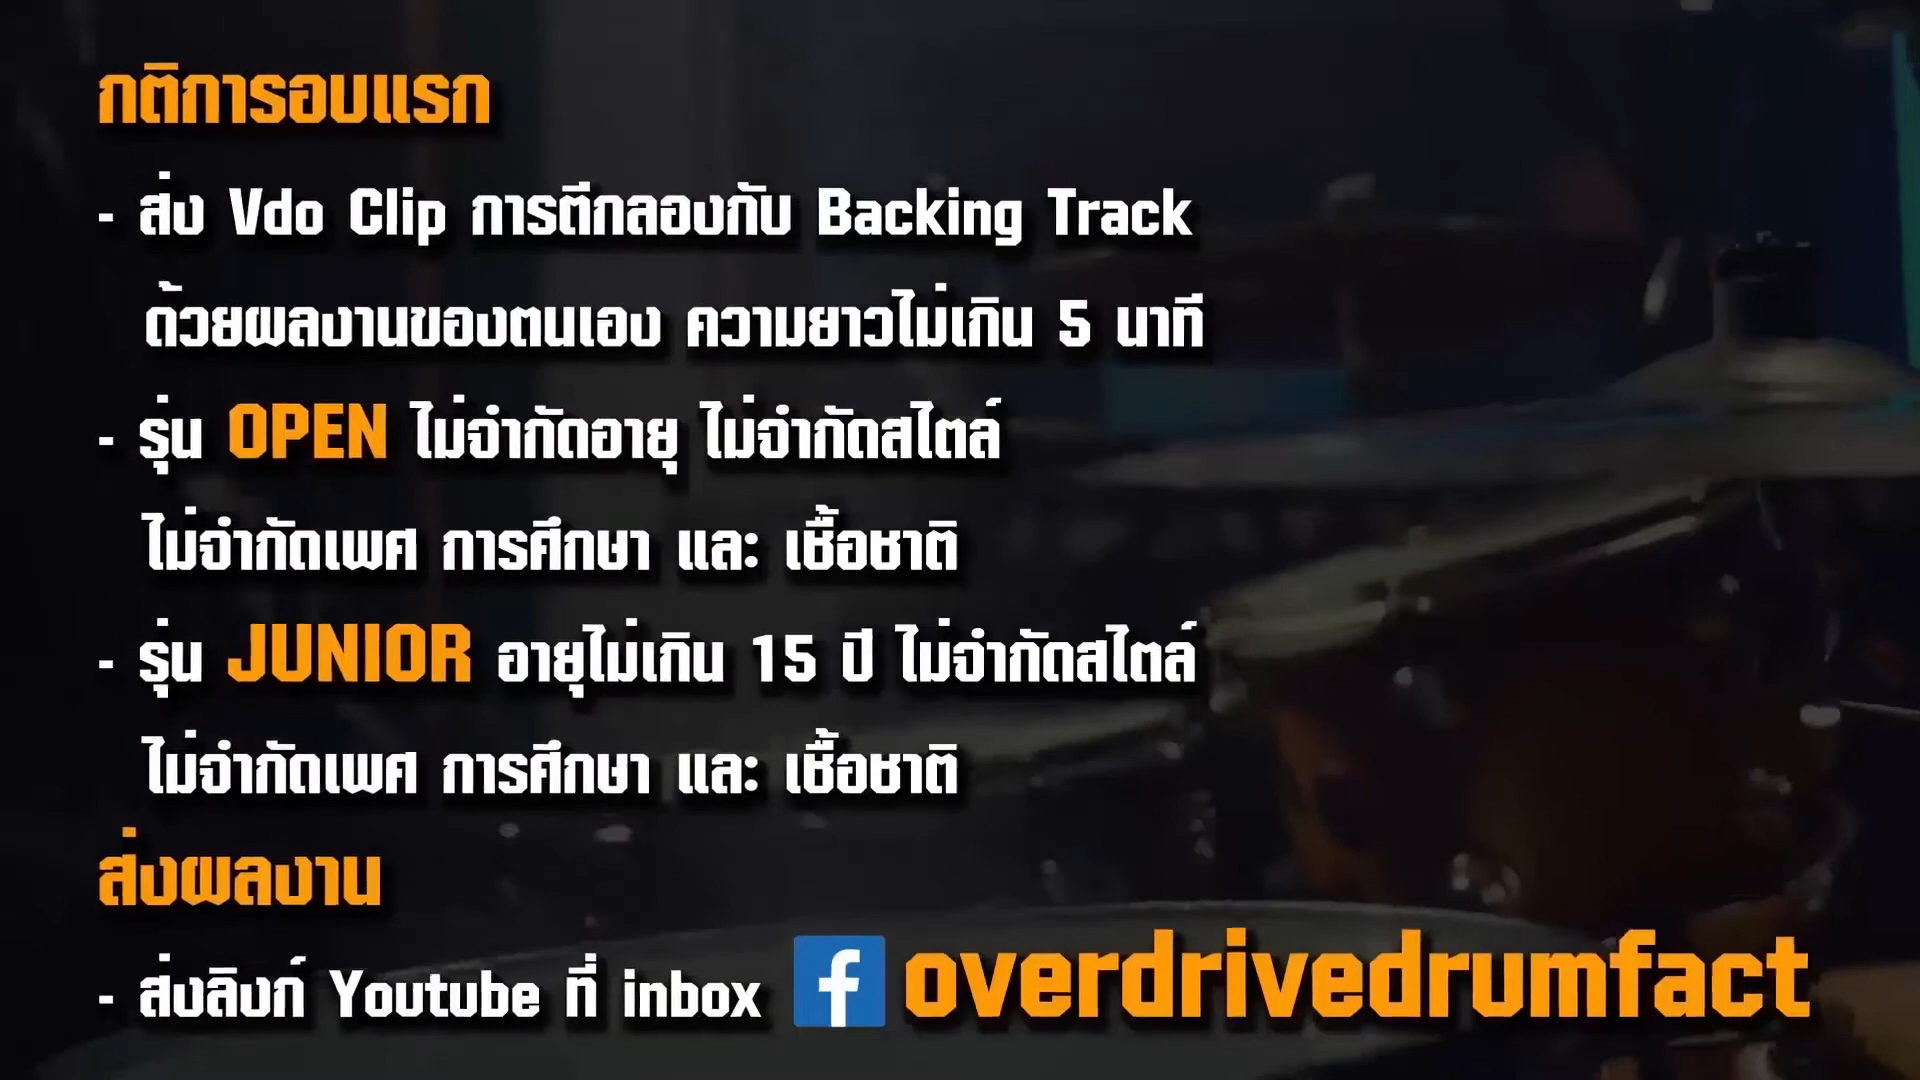 กติการอบแรก
- ส่ง Vdo Clip การตีกลองกับ Backing Track
ด้วยผลงานของตนเอง ความยาวไม่เกิน 5 นาที
- รุ่น OPEN ไม่จำกัดอายุ ไม่จำกัดสไตล์
ไม่จำกัดเพศ การศึกษา และ เชื้อชาติ
- รุ่น JUNIOR อายุไม่เกิน 15 ปี ไม่จำกัดสไตล์
ไม่จำกัดเพศ การศึกษา และ เชื้อชาติ
ส่งผลงาน
- ส่งลิงก์ Youtube ที่ inbox f overdrivedrumfact